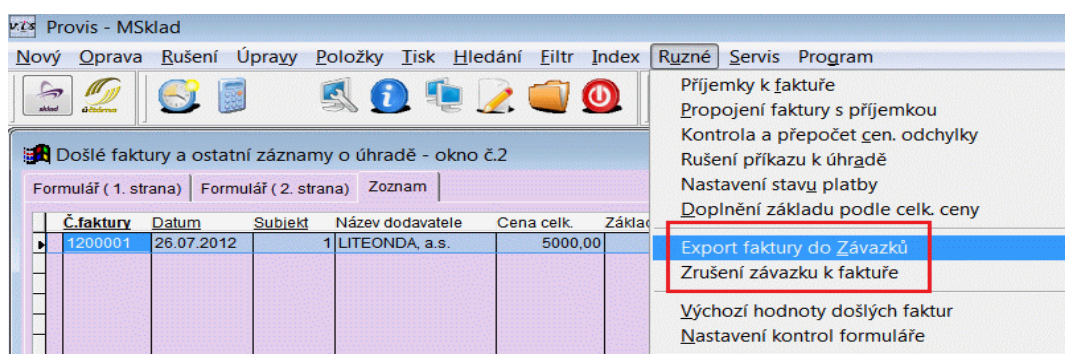 vis Provis - MSklad
Nový Oprava Rušení Úpravy Položky Tisk Hledání Filtr Index Ruzné Servis Program
sklad účtárna
Příjemky k faktuře
Propojení faktury s příjemkou
Kontrola a přepočet cen. odchylky
Rušení příkazu k úhradě
Nastavení stavu platby
Doplnění základu podle celk. ceny
Export faktury do Závazků
Zrušení závazku k faktuře
Výchozí hodnoty došlých faktur
Nastavení kontrol formuláře
Došlé faktury a ostatní záznamy o úhradě - okno č.2
Formulář ( 1. strana) Formulář ( 2. strana) Zoznam
Č.faktury Datum Subjekt Název dodavatele Cena celk. Základ
1200001 26.07.2012 1 LITEONDA, a.s. 5000,00